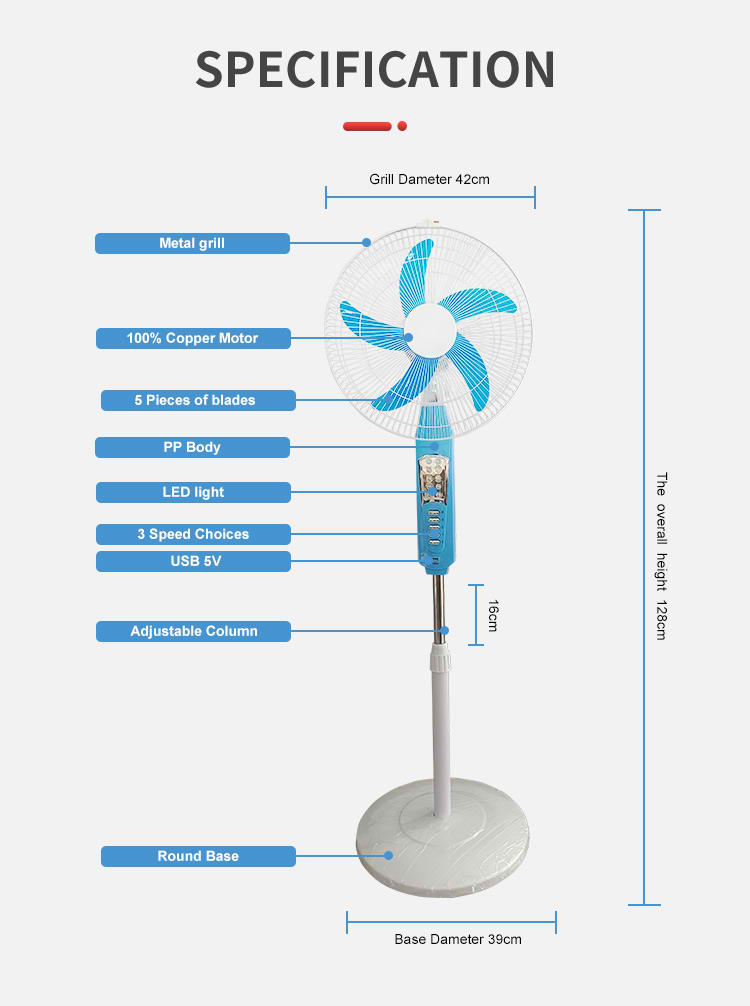 SPECIFICATION
Grill Dameter 42cm
Metal grill
100% Copper Motor
5 Pieces of blades
PP Body
LED light
3 Speed Choices
USB 5V
16cm
Adjustable Column
The overall height 128cm
Round Base
Base Dameter 39cm